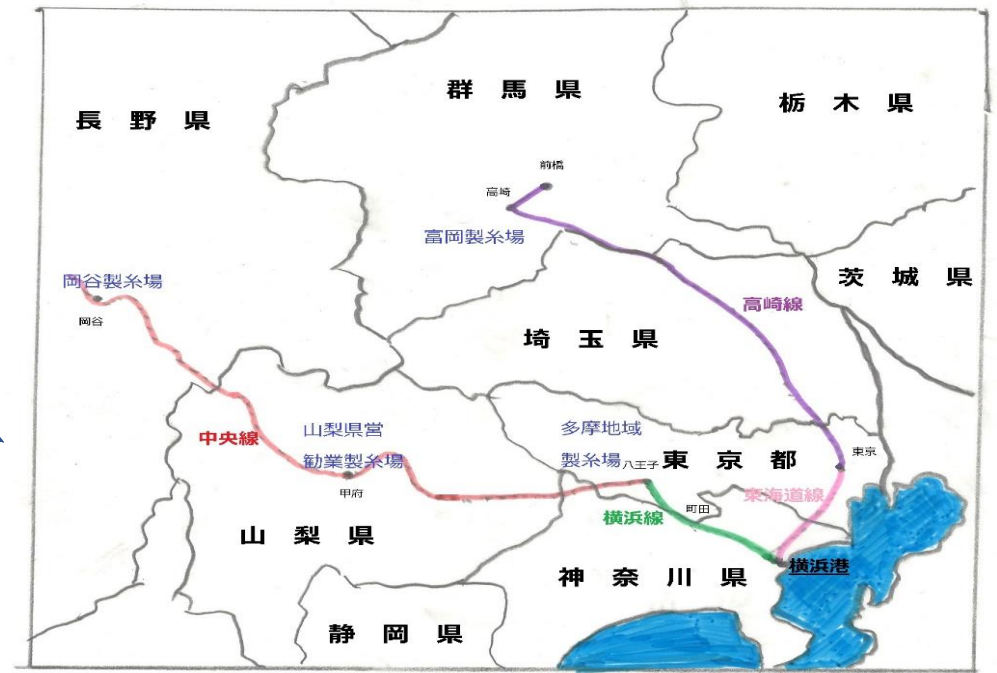 群馬県
栃木県
長野県
前橋
高崎
富岡製糸場
茨城県
岡谷製糸場
高崎線
岡谷
埼玉県
中央線
山梨県営
勧業製糸場
多摩地域
製糸場
八王子
東京都
東京
甲府
東海道線
町田
横浜線
山梨県
横浜港
神奈川県
静岡県